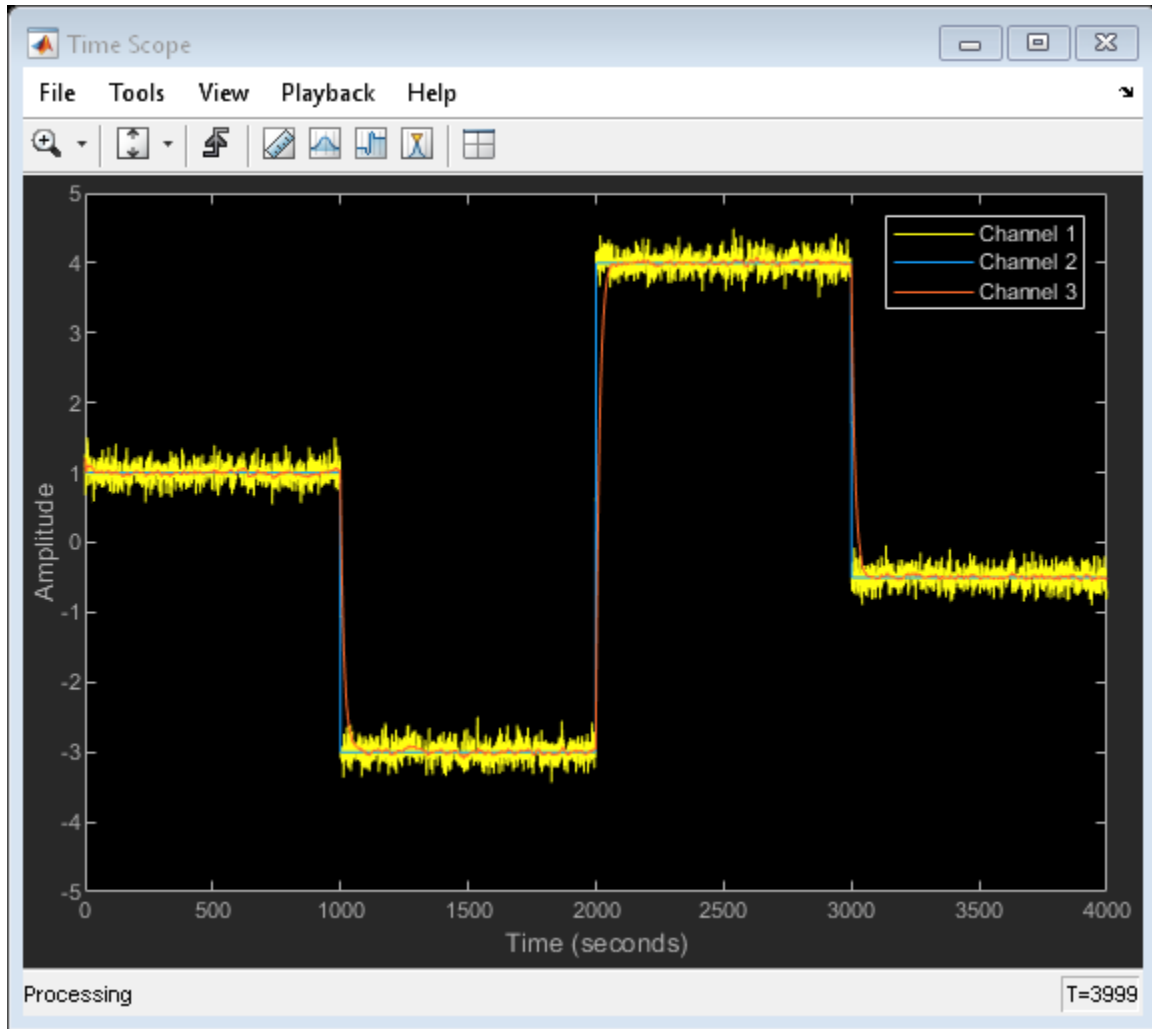 Time Scope
File Tools View Playback Help
5
4
3
2
1
0
-1
-2
-3
-4
-5
Amplitude
Channel 1
Channel 2
Channel 3
0 500 1000 1500 2000 2500 3000 3500 4000
Time (seconds)
Processing T=3999